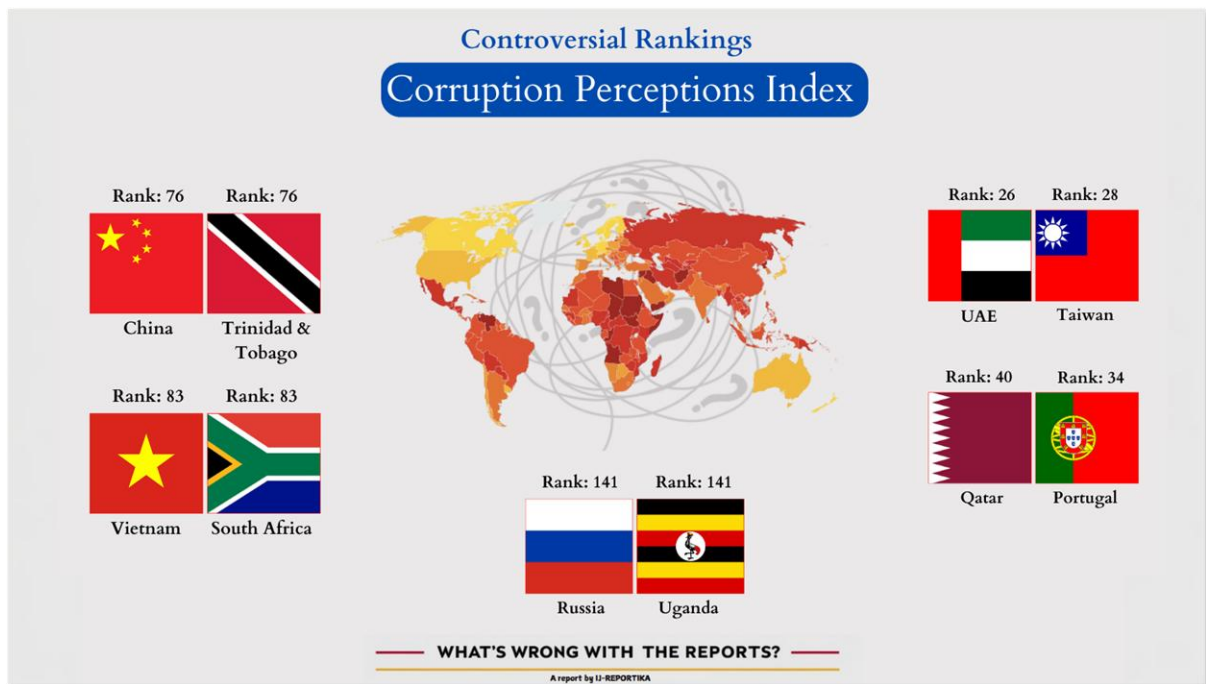 Controversial Rankings
Corruption Perceptions Index
Rank: 76
Rank: 76
China
Trinidad &
Tobago
Rank: 83
Rank: 83
Vietnam
South Africa
Rank: 141
Rank: 141
Russia
Uganda
Rank: 26
Rank: 28
UAE
Taiwan
Rank: 40
Rank: 34
Qatar
Portugal
WHAT'S WRONG WITH THE REPORTS?
A report by IJ-REPORTIKA